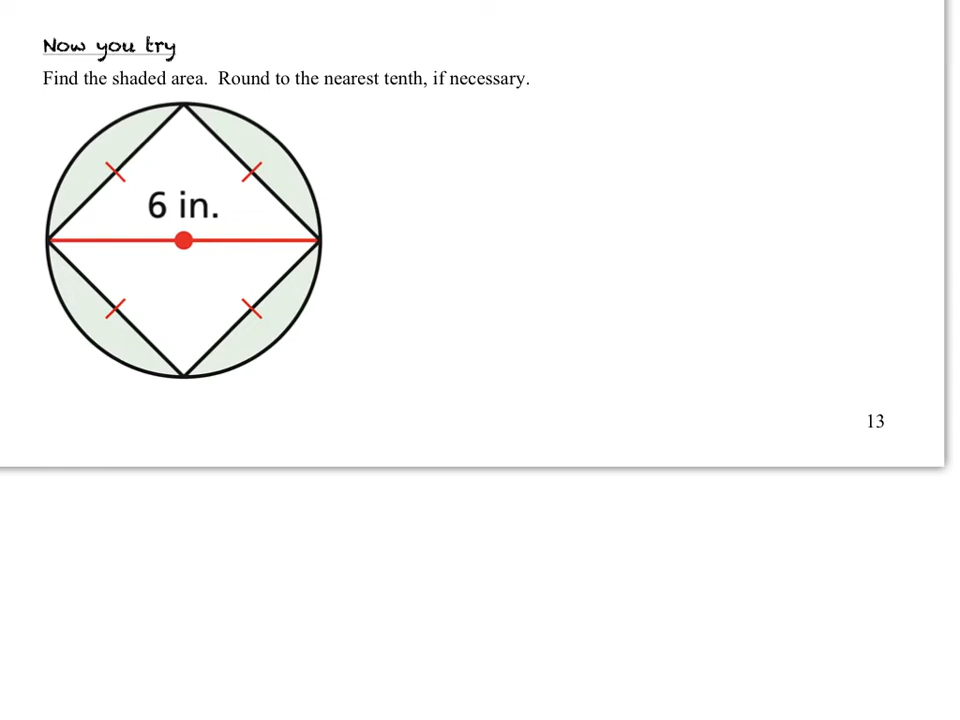 Now you try
Find the shaded area. Round to the nearest tenth, if necessary.
6 in.
13